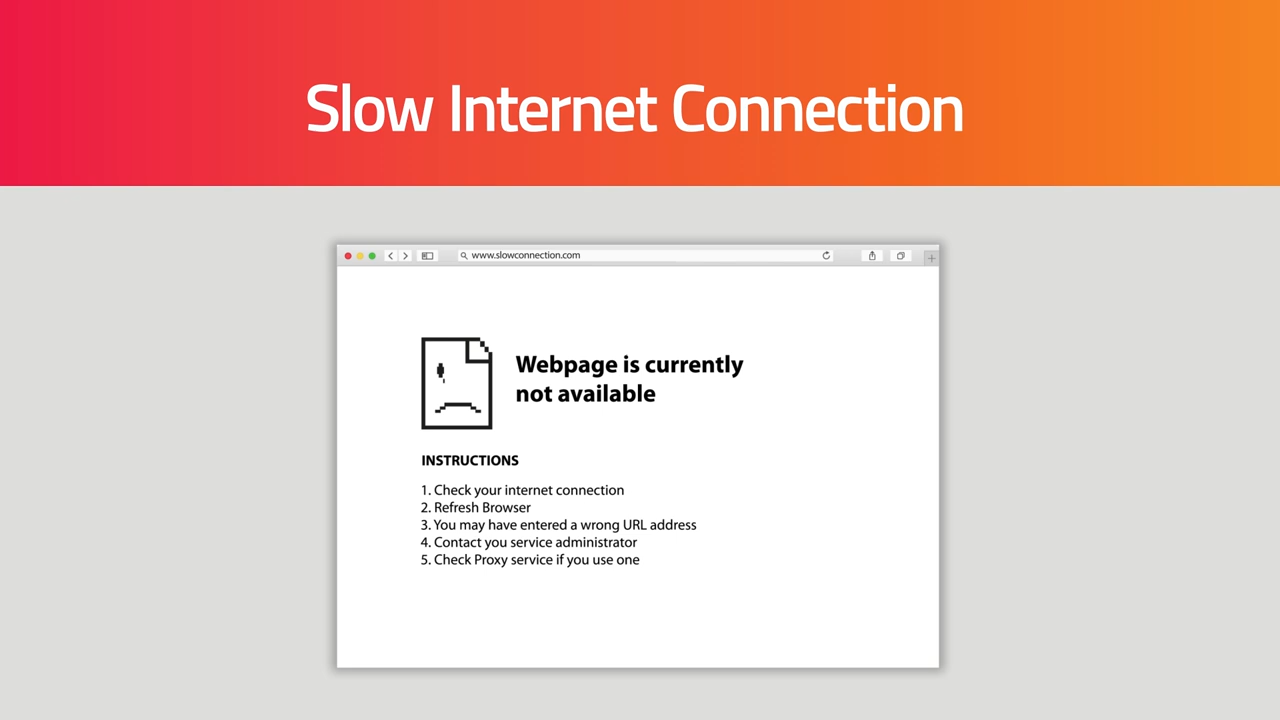 Slow Internet Connection
www.slowconnection.com
Webpage is currently
not available
INSTRUCTIONS
1. Check your internet connection
2. Refresh Browser
3. You may have entered a wrong URL address
4. Contact you service administrator
5. Check Proxy service if you use one